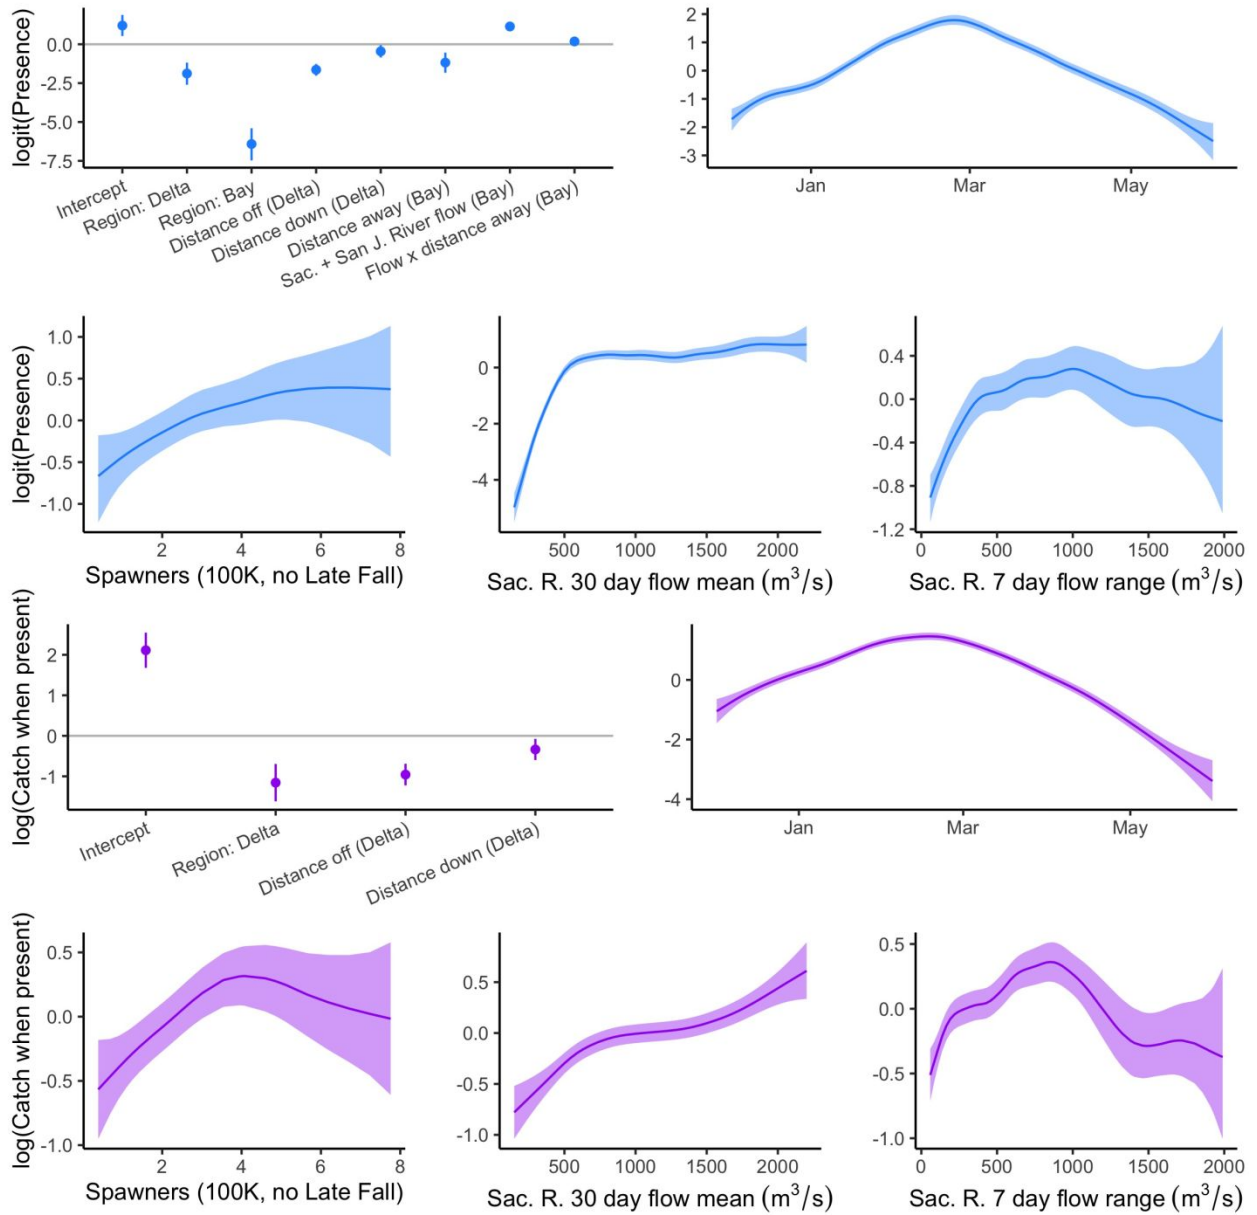 logit(Presence)
0.0
-2.5
-5.0
-7.5
Intercept
Region: Delta
Region: Bay
Distance off (Delta)
Distance down (Delta)
Distance away (Bay)
Sac. + San J. River flow (Bay)
Flow x distance away (Bay)
2
1
0
-1
-2
-3
Jan
Mar
May
logit(Presence)
1.0
0.5
0.0
-0.5
-1.0
2
4
6
8
Spawners (100K, no Late Fall)
0
-2
-4
500
1000
1500
2000
Sac. R. 30 day flow mean (m³/s)
0.4
0.0
-0.4
-0.8
-1.2
0
500
1000
1500
2000
Sac. R. 7 day flow range (m³/s)
log(Catch when present)
2
1
0
-1
Intercept
Region: Delta
Distance off (Delta)
Distance down (Delta)
0
-2
-4
Jan
Mar
May
log(Catch when present)
0.5
0.0
-0.5
-1.0
2
4
6
8
Spawners (100K, no Late Fall)
0.5
0.0
-0.5
-1.0
500
1000
1500
2000
Sac. R. 30 day flow mean (m³/s)
0.5
0.0
-0.5
-1.0
0
500
1000
1500
2000
Sac. R. 7 day flow range (m³/s)